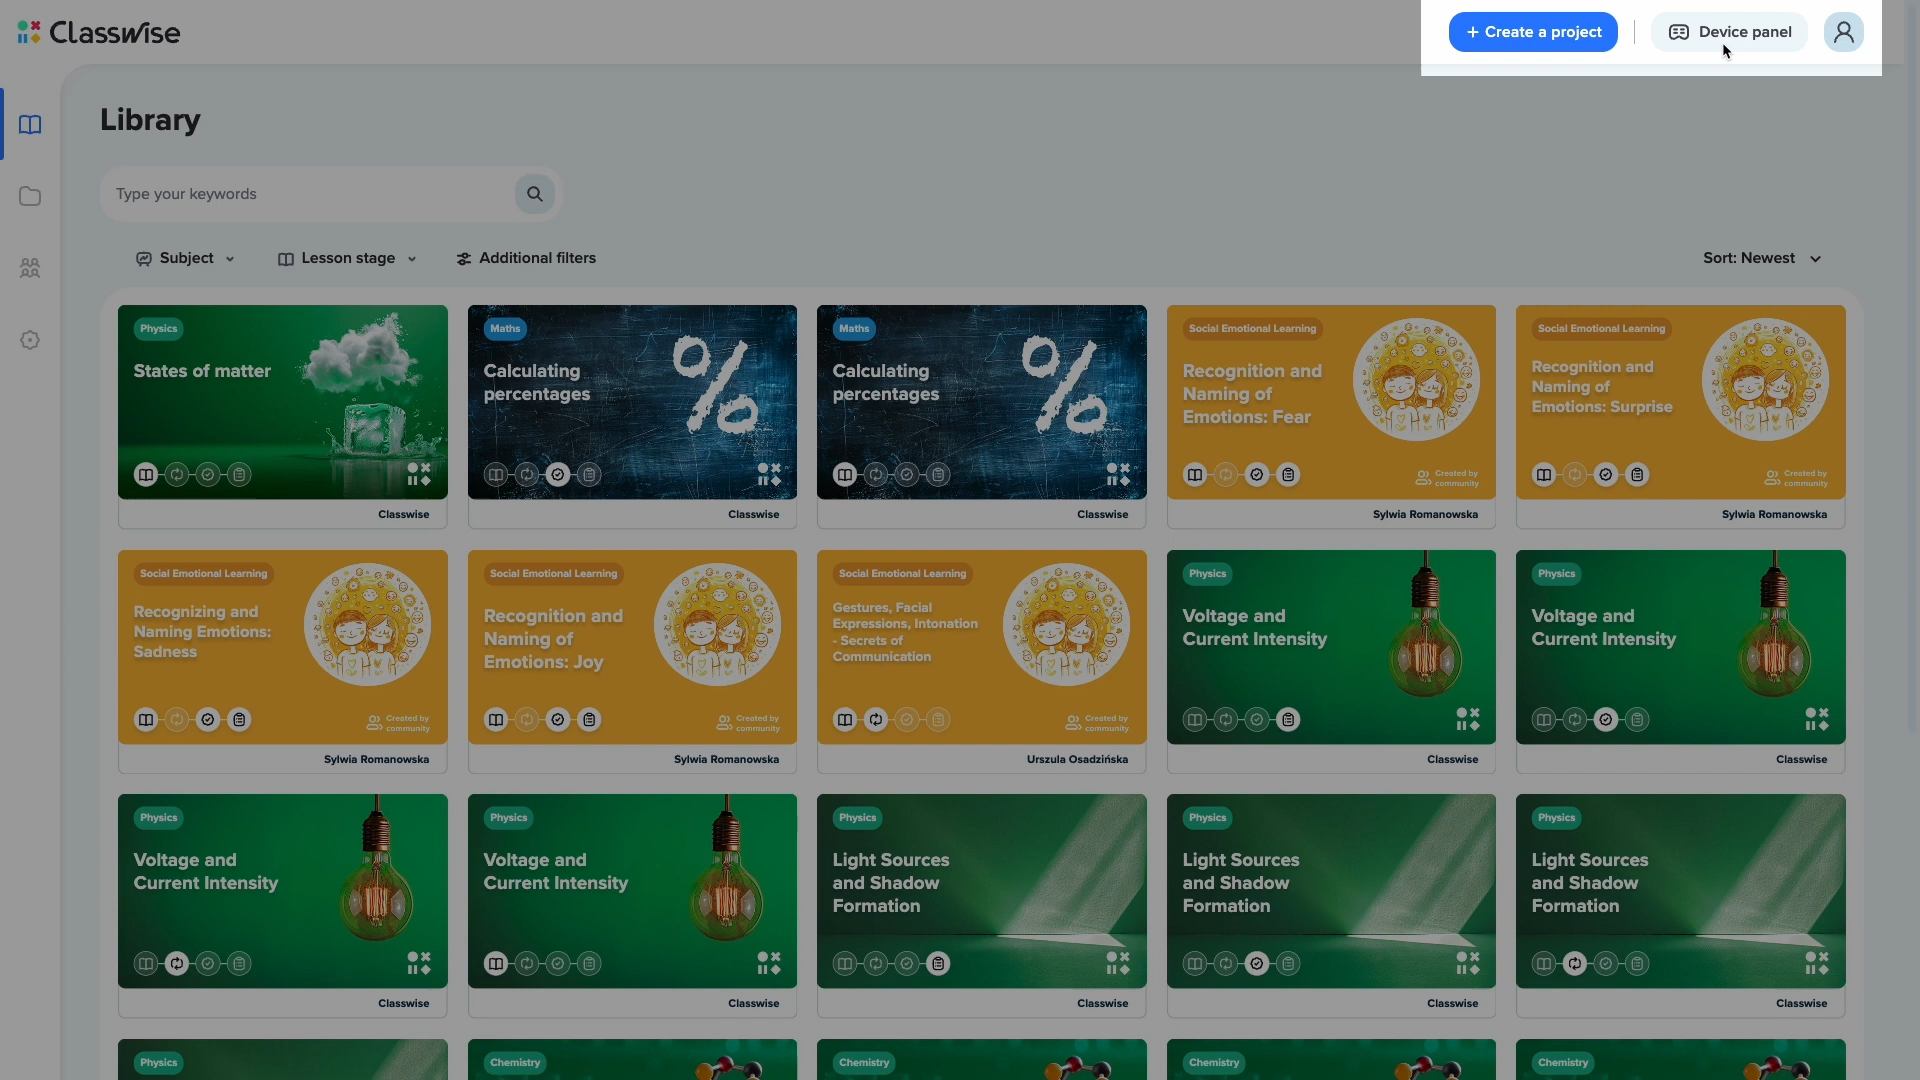 Classwise
+ Create a project
Device panel
Library
Type your keywords
Subject
Lesson stage
Additional filters
Sort: Newest
Physics
States of matter
Classwise
Maths
Calculating
percentages
Classwise
Maths
Calculating
percentages
Classwise
Social Emotional Learning
Recognition and
Naming of
Emotions: Fear
Created by
community
Sylwia Romanowska
Social Emotional Learning
Recognition and
Naming of
Emotions: Surprise
Created by
community
Sylwia Romanowska
Social Emotional Learning
Recognizing and
Naming Emotions:
Sadness
Created by
community
Sylwia Romanowska
Social Emotional Learning
Recognition and
Naming of
Emotions: Joy
Created by
community
Sylwia Romanowska
Social Emotional Learning
Gestures, Facial
Expressions, Intonation
- Secrets of
Communication
Created by
community
Urszula Osadzińska
Physics
Voltage and
Current Intensity
Classwise
Physics
Voltage and
Current Intensity
Classwise
Physics
Voltage and
Current Intensity
Classwise
Physics
Voltage and
Current Intensity
Classwise
Physics
Light Sources
and Shadow
Formation
Classwise
Physics
Light Sources
and Shadow
Formation
Classwise
Physics
Light Sources
and Shadow
Formation
Classwise
Physics
Chemistry
Chemistry
Chemistry
Chemistry